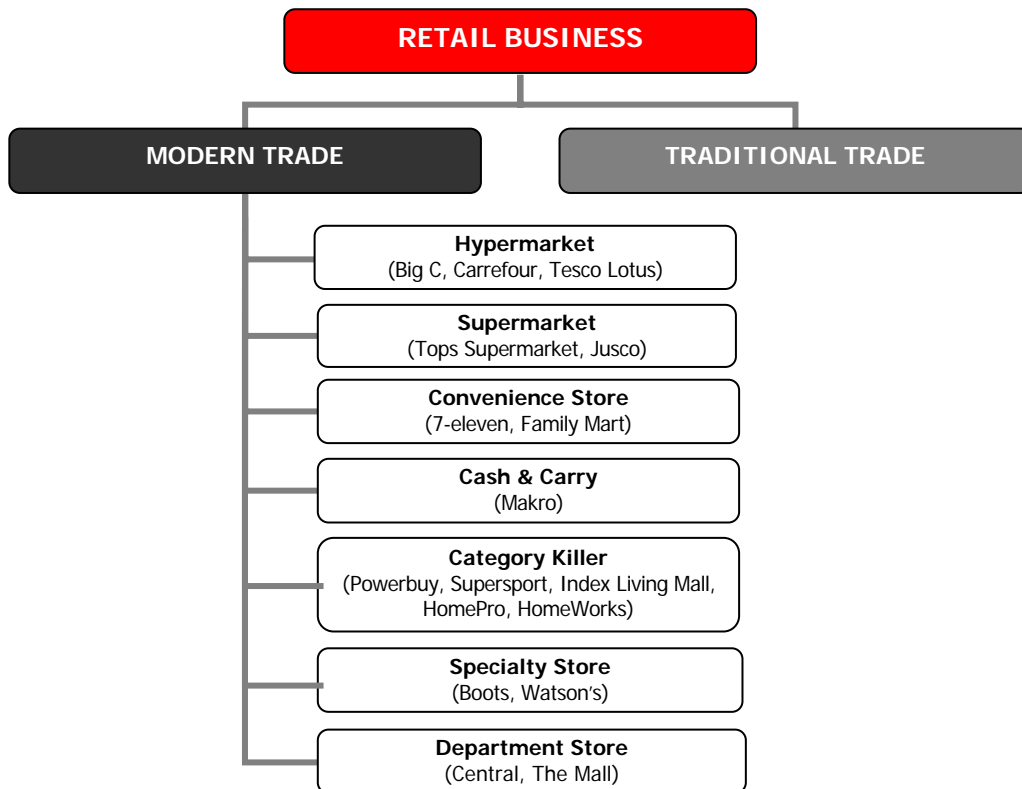 RETAIL BUSINESS
MODERN TRADE
TRADITIONAL TRADE
Hypermarket
(Big C, Carrefour, Tesco Lotus)
Supermarket
(Tops Supermarket, Jusco)
Convenience Store
(7-eleven, Family Mart)
Cash & Carry
(Makro)
Category Killer
(Powerbuy, Supersport, Index Living Mall,
HomePro, HomeWorks)
Specialty Store
(Boots, Watson's)
Department Store
(Central, The Mall)